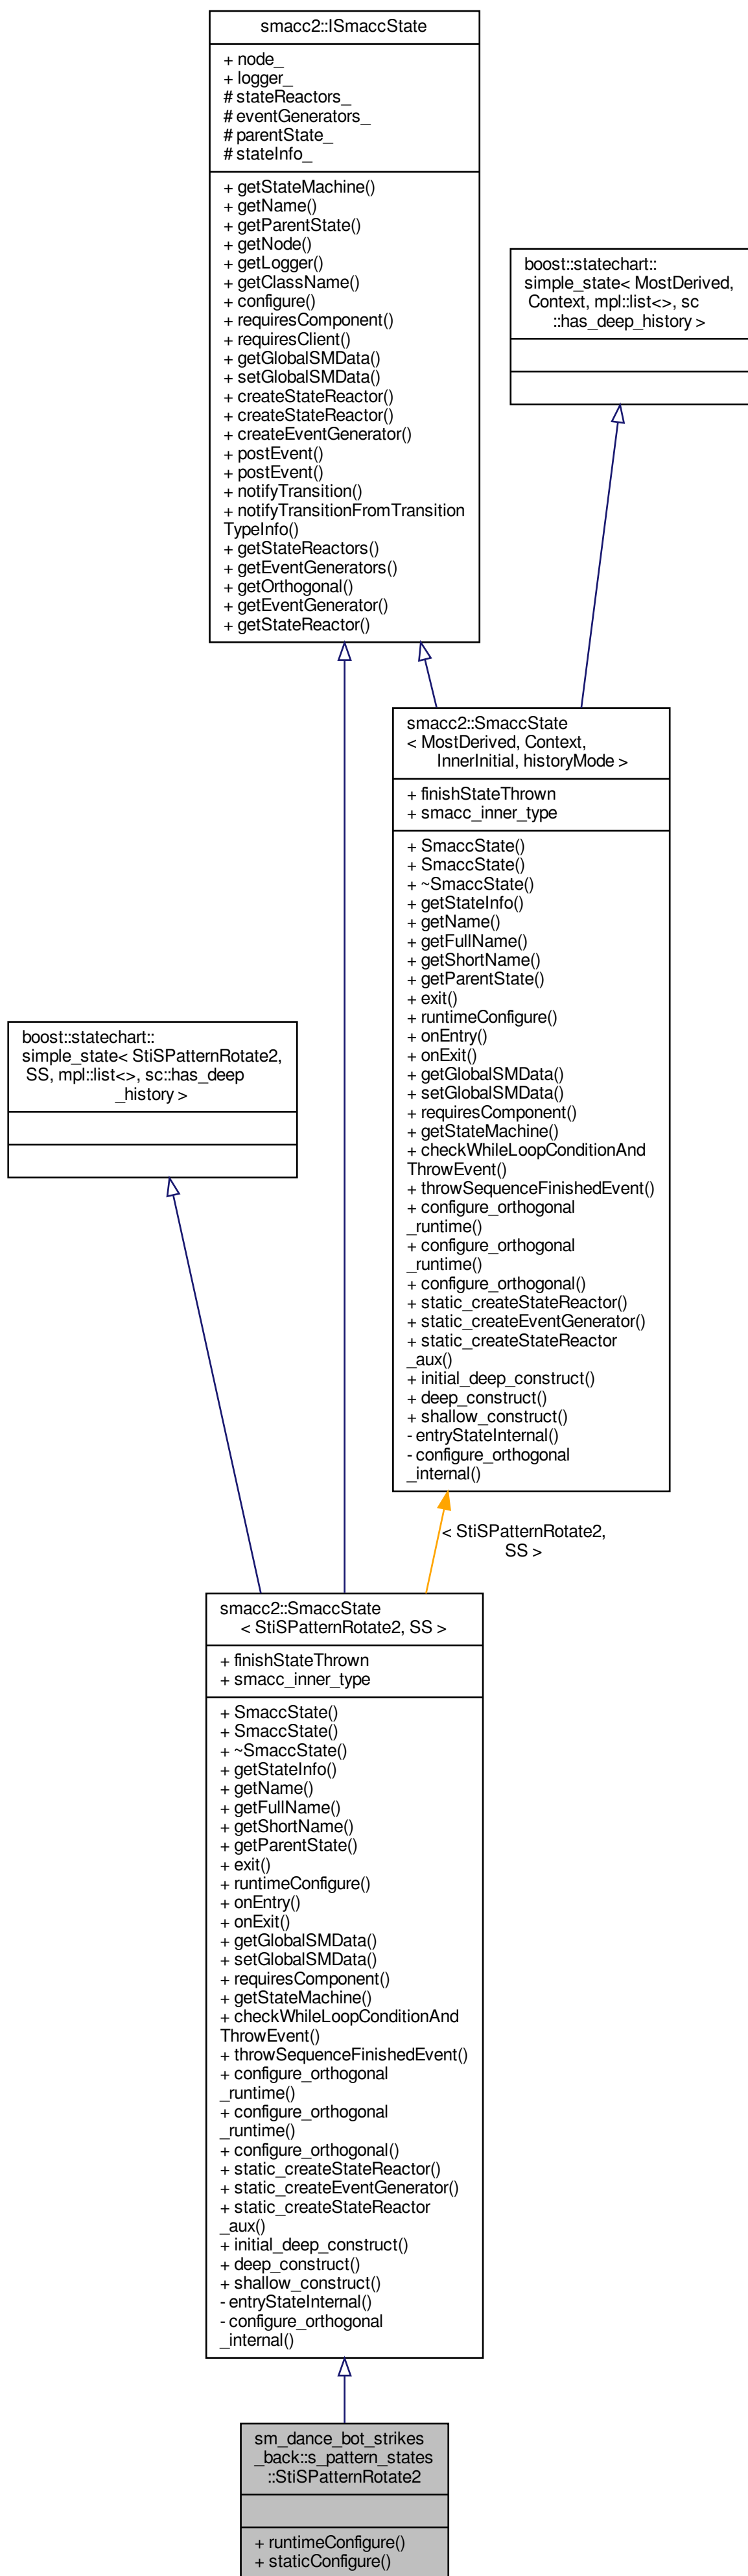 smacc2::ISmaccState
+ node_
+ logger_
# stateReactors_
# eventGenerators_
# parentState_
# stateInfo_
+ getStateMachine()
+ getName()
+ getParentState()
+ getNode()
+ getLogger()
+ getClassName()
+ configure()
+ requiresComponent()
+ requiresClient()
+ getGlobalSMData()
+ setGlobalSMData()
+ createStateReactor()
+ createStateReactor()
+ createEventGenerator()
+ postEvent()
+ postEvent()
+ notifyTransition()
+ notifyTransitionFromTransition
TypeInfo()
+ getStateReactors()
+ getEventGenerators()
+ getOrthogonal()
+ getEventGenerator()
+ getStateReactor()
boost::statechart::
simple_state< MostDerived,
Context, mpl::list<>, sc
::has_deep_history >
smacc2::SmaccState
< MostDerived, Context,
InnerInitial, historyMode >
+ finishStateThrown
+ smacc_inner_type
+ SmaccState()
+ SmaccState()
+ ~SmaccState()
+ getStateInfo()
+ getName()
+ getFullName()
+ getShortName()
+ getParentState()
+ exit()
+ runtimeConfigure()
+ onEntry()
+ onExit()
+ getGlobalSMData()
+ setGlobalSMData()
+ requiresComponent()
+ getStateMachine()
+ checkWhileLoopConditionAnd
ThrowEvent()
+ throwSequenceFinishedEvent()
+ configure_orthogonal
_runtime()
+ configure_orthogonal
_runtime()
+ configure_orthogonal()
+ static_createStateReactor()
+ static_createEventGenerator()
+ static_createStateReactor
_aux()
+ initial_deep_construct()
+ deep_construct()
+ shallow_construct()
- entryStateInternal()
- configure_orthogonal
_internal()
boost::statechart::
simple_state< StiSPatternRotate2,
SS, mpl::list<>, sc::has_deep
_history >
< StiSPatternRotate2,
SS >
smacc2::SmaccState
< StiSPatternRotate2, SS >
+ finishStateThrown
+ smacc_inner_type
+ SmaccState()
+ SmaccState()
+ ~SmaccState()
+ getStateInfo()
+ getName()
+ getFullName()
+ getShortName()
+ getParentState()
+ exit()
+ runtimeConfigure()
+ onEntry()
+ onExit()
+ getGlobalSMData()
+ setGlobalSMData()
+ requiresComponent()
+ getStateMachine()
+ checkWhileLoopConditionAnd
ThrowEvent()
+ throwSequenceFinishedEvent()
+ configure_orthogonal
_runtime()
+ configure_orthogonal
_runtime()
+ configure_orthogonal()
+ static_createStateReactor()
+ static_createEventGenerator()
+ static_createStateReactor
_aux()
+ initial_deep_construct()
+ deep_construct()
+ shallow_construct()
- entryStateInternal()
- configure_orthogonal
_internal()
sm_dance_bot_strikes
_back::s_pattern_states
::StiSPatternRotate2
+ runtimeConfigure()
+ staticConfigure()